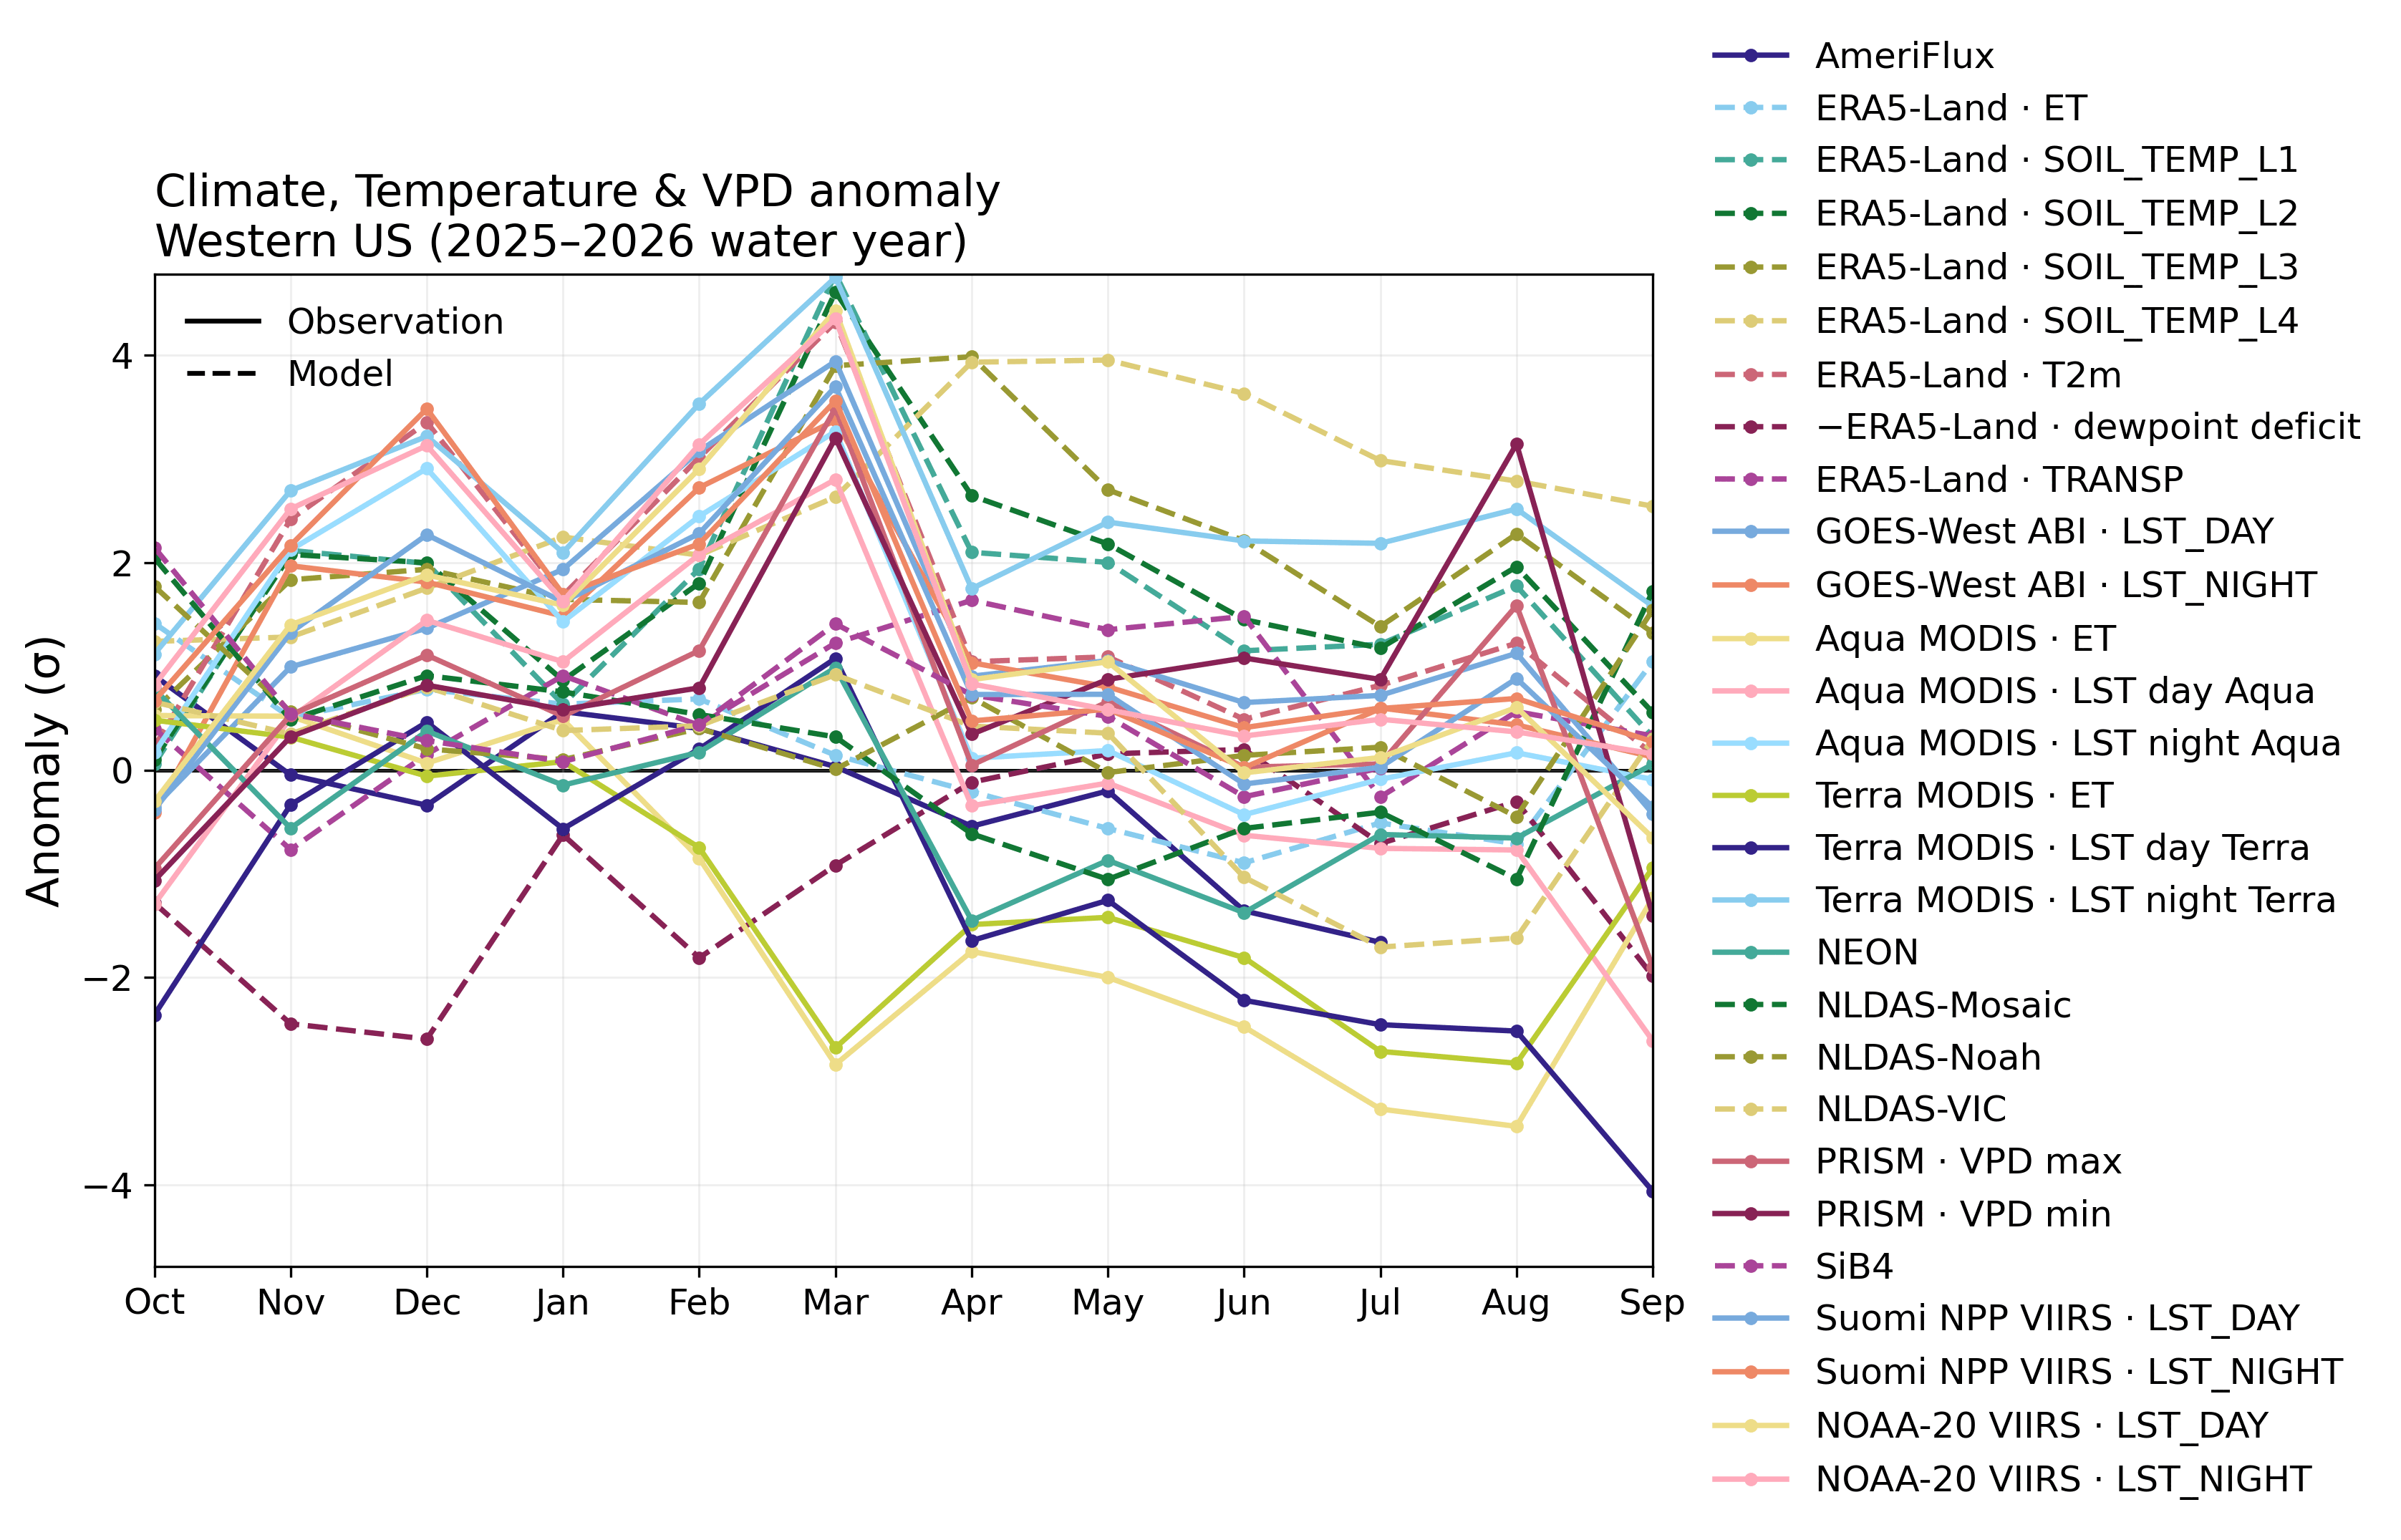 Climate, Temperature & VPD anomaly
Western US (2025–2026 water year)
Observation
Model
Anomaly (σ)
4
2
0
−2
−4
Oct Nov Dec Jan Feb Mar Apr May Jun Jul Aug Sep
AmeriFlux
ERA5-Land · ET
ERA5-Land · SOIL_TEMP_L1
ERA5-Land · SOIL_TEMP_L2
ERA5-Land · SOIL_TEMP_L3
ERA5-Land · SOIL_TEMP_L4
ERA5-Land · T2m
−ERA5-Land · dewpoint deficit
ERA5-Land · TRANSP
GOES-West ABI · LST_DAY
GOES-West ABI · LST_NIGHT
Aqua MODIS · ET
Aqua MODIS · LST day Aqua
Aqua MODIS · LST night Aqua
Terra MODIS · ET
Terra MODIS · LST day Terra
Terra MODIS · LST night Terra
NEON
NLDAS-Mosaic
NLDAS-Noah
NLDAS-VIC
PRISM · VPD max
PRISM · VPD min
SiB4
Suomi NPP VIIRS · LST_DAY
Suomi NPP VIIRS · LST_NIGHT
NOAA-20 VIIRS · LST_DAY
NOAA-20 VIIRS · LST_NIGHT